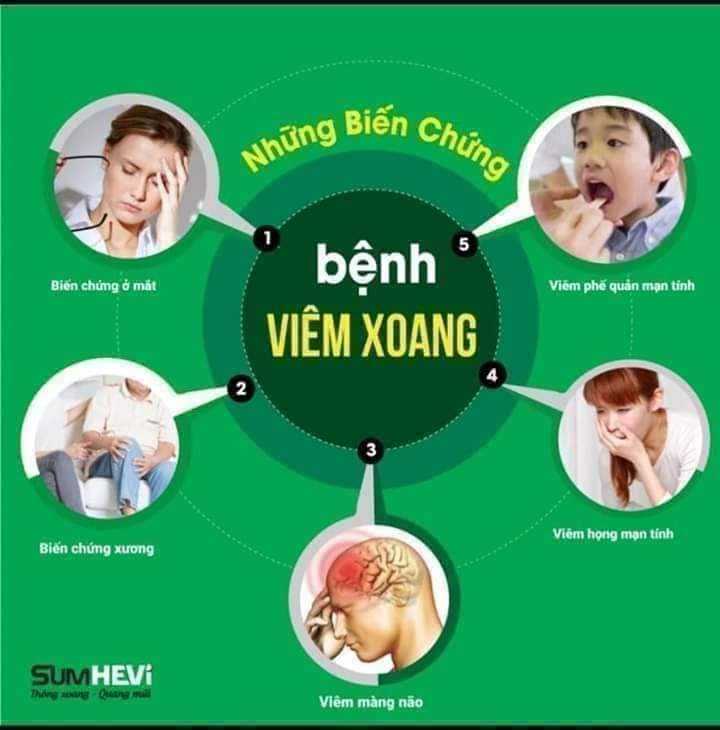 Những Biến Chứng
bệnh
VIÊM XOANG
1
Biến chứng ở mắt
2
Biến chứng xương
3
Viêm màng não
4
Viêm họng mạn tính
5
Viêm phế quản mạn tính
SUMHEVi
Thông xoang - Quang mũi